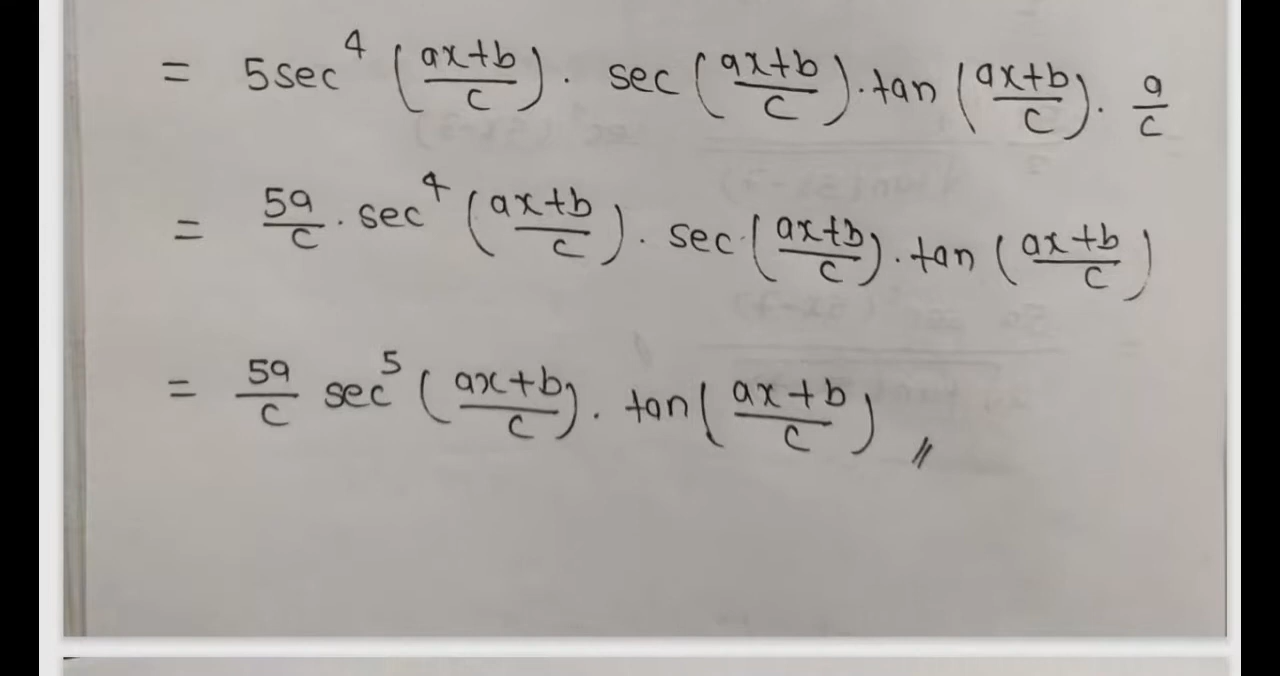 = 5sec⁴ ((ax+b)/c) · sec ((ax+b)/c) · tan ((ax+b)/c) · a/c
= 5a/c · sec⁴ ((ax+b)/c) · sec ((ax+b)/c) · tan ((ax+b)/c)
= 5a/c sec⁵ ((ax+b)/c) · tan ((ax+b)/c) //